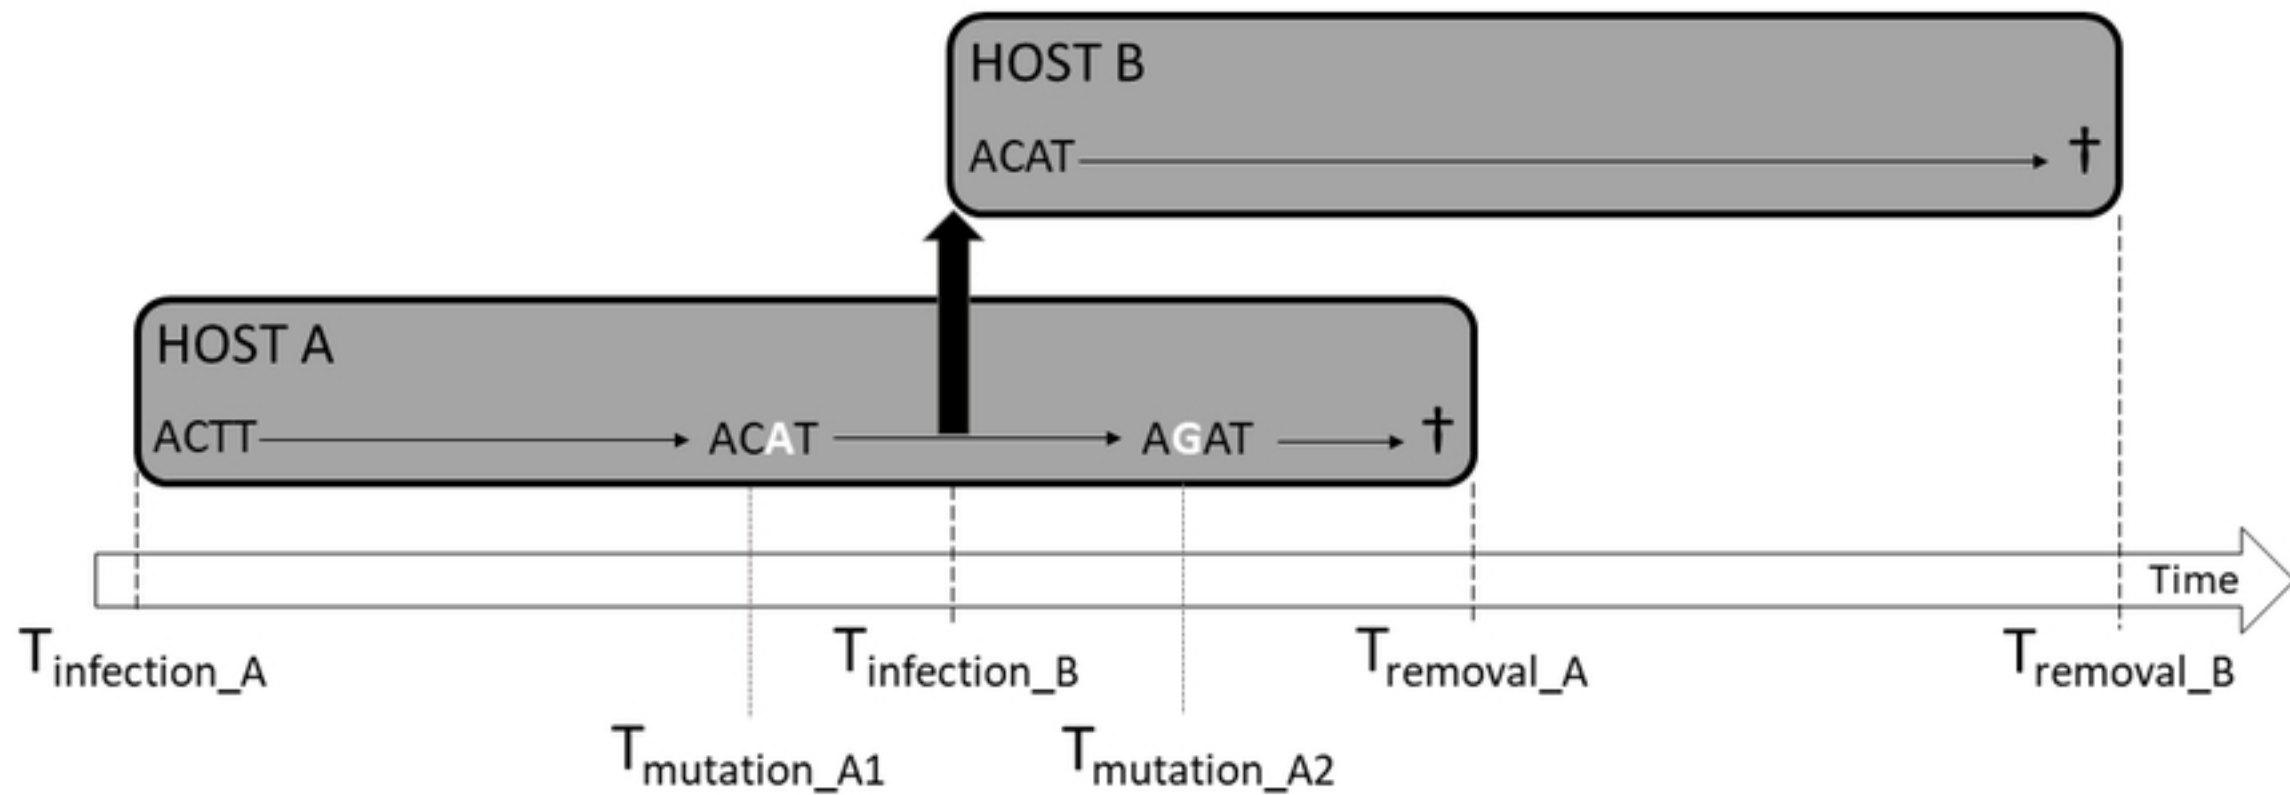 HOST B
ACAT †
HOST A
ACTT ACAT AGAT †
Time
Tinfection_A Tinfection_B Tremoval_A Tremoval_B
Tmutation_A1 Tmutation_A2